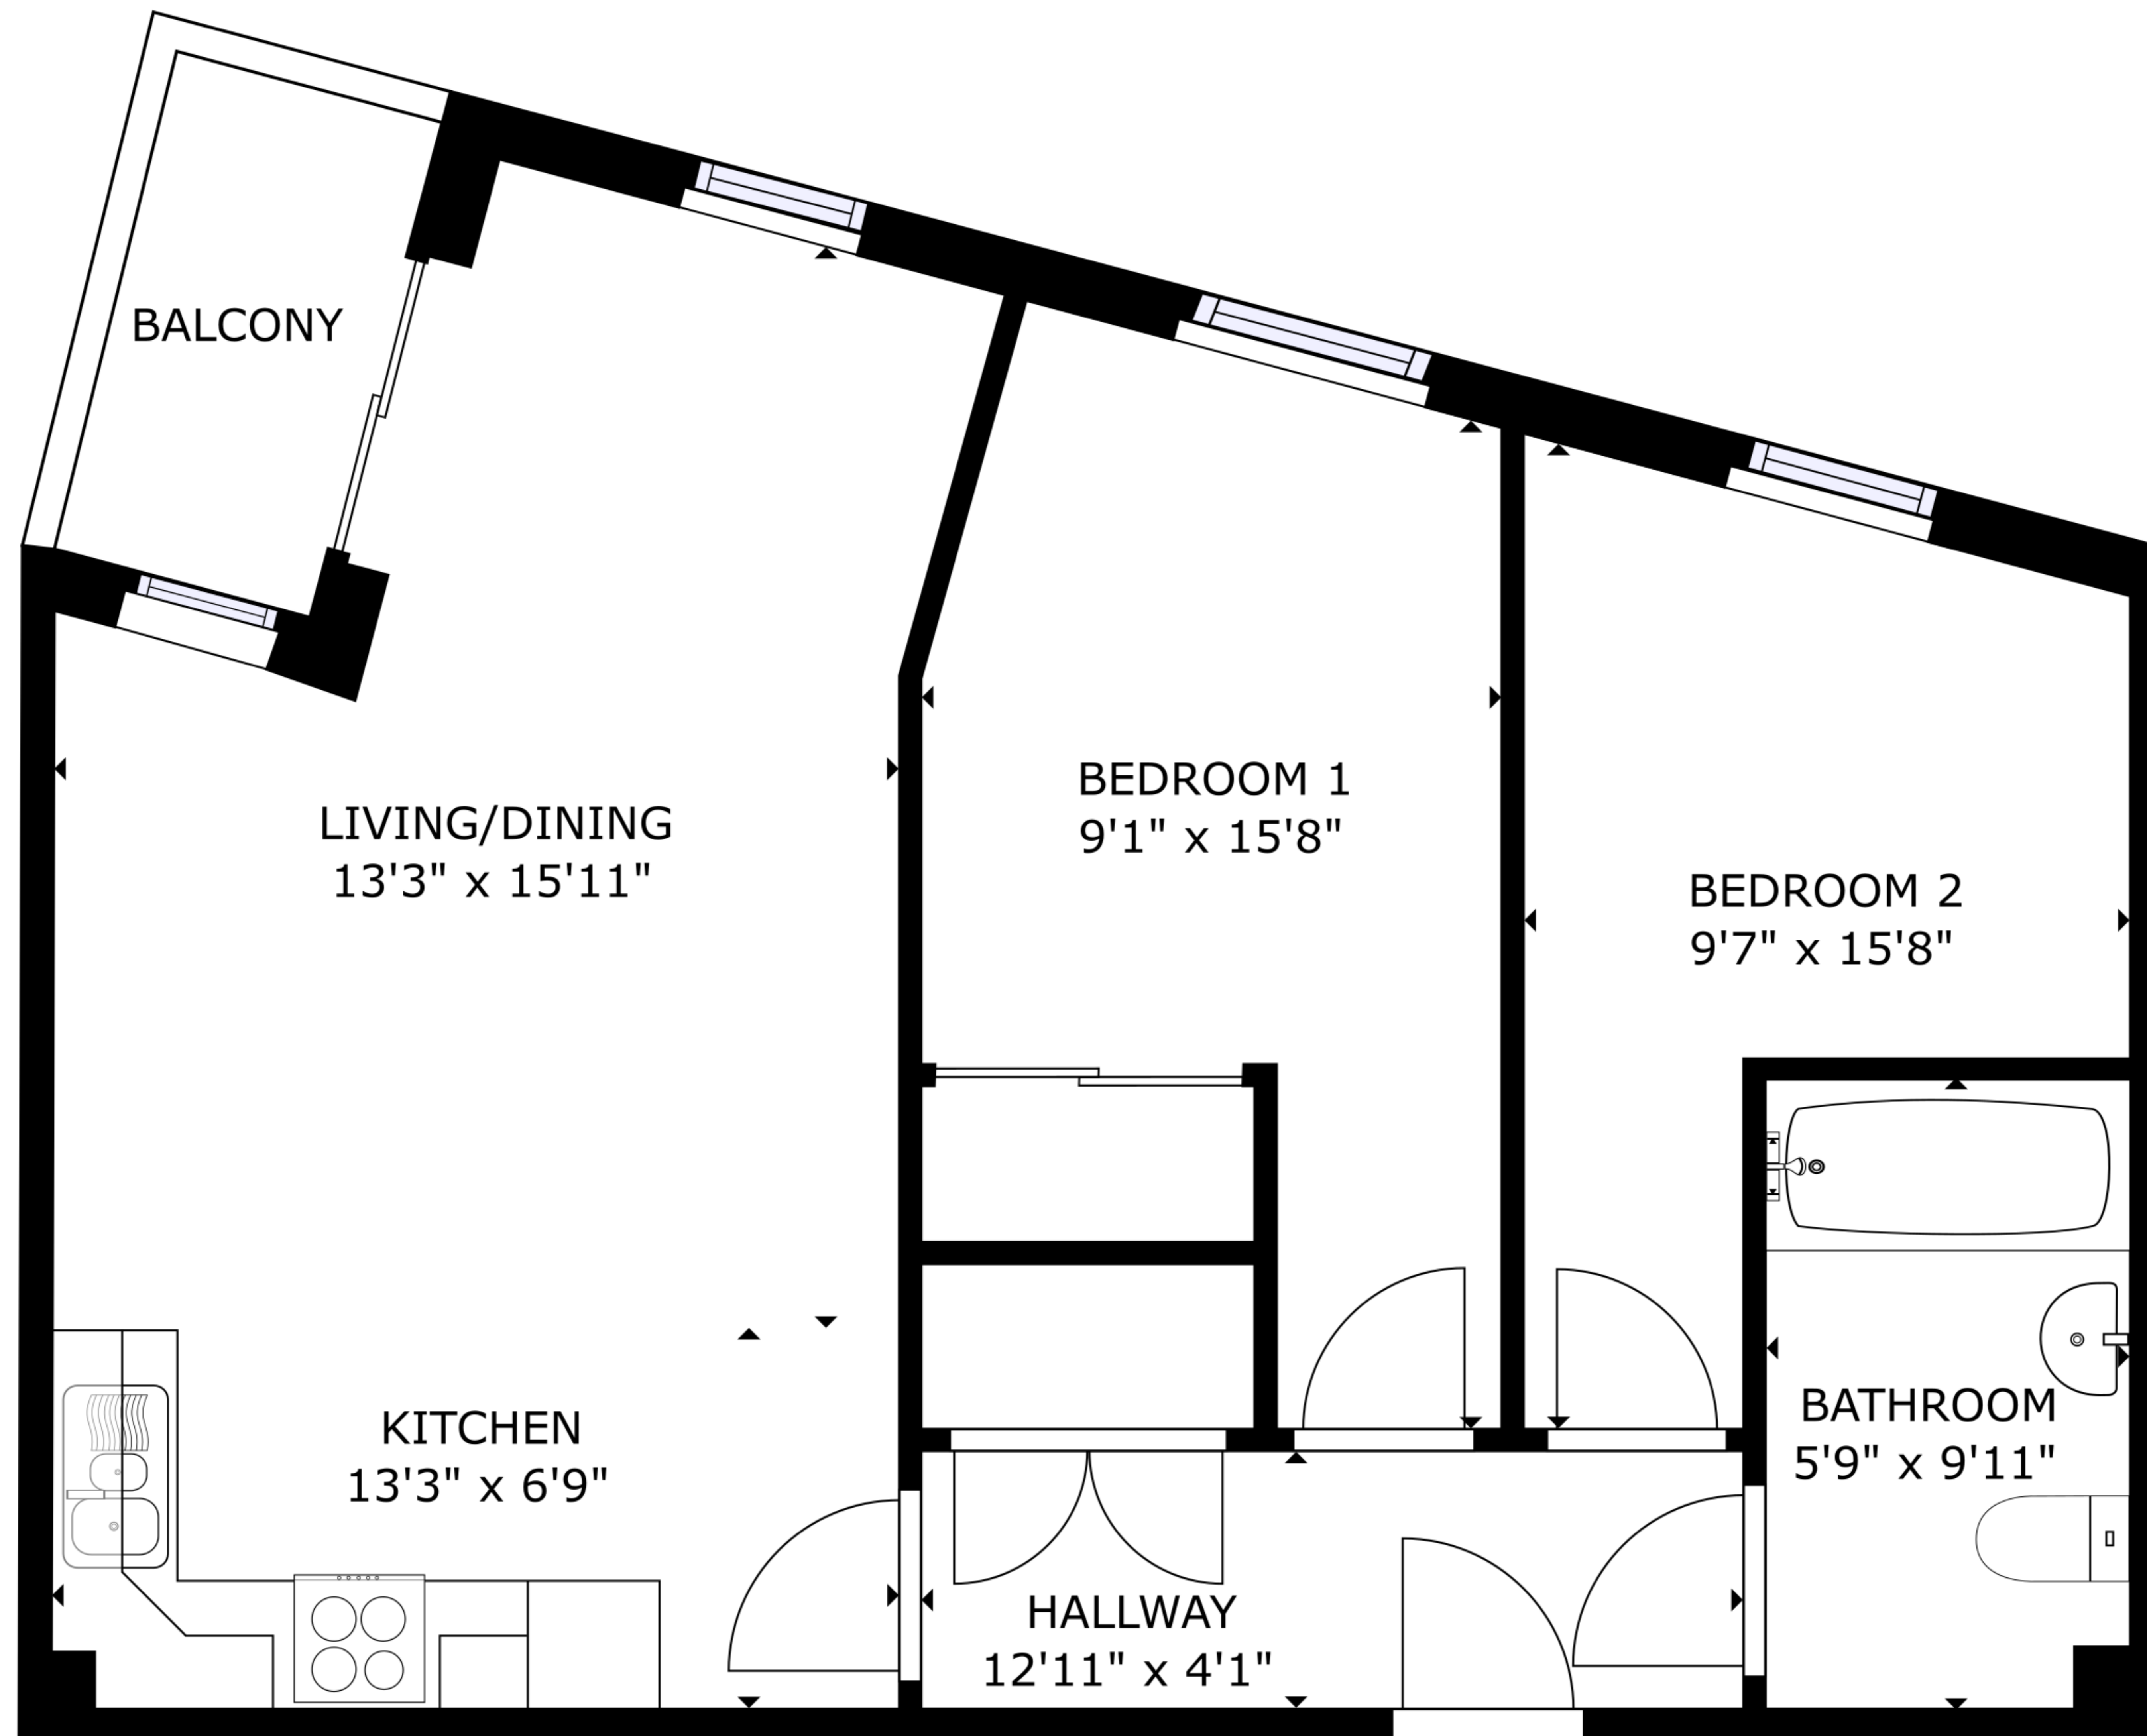 BALCONY
LIVING/DINING
13'3" x 15'11"
BEDROOM 1
9'1" x 15'8"
BEDROOM 2
9'7" x 15'8"
KITCHEN
13'3" x 6'9"
BATHROOM
5'9" x 9'11"
HALLWAY
12'11" x 4'1"